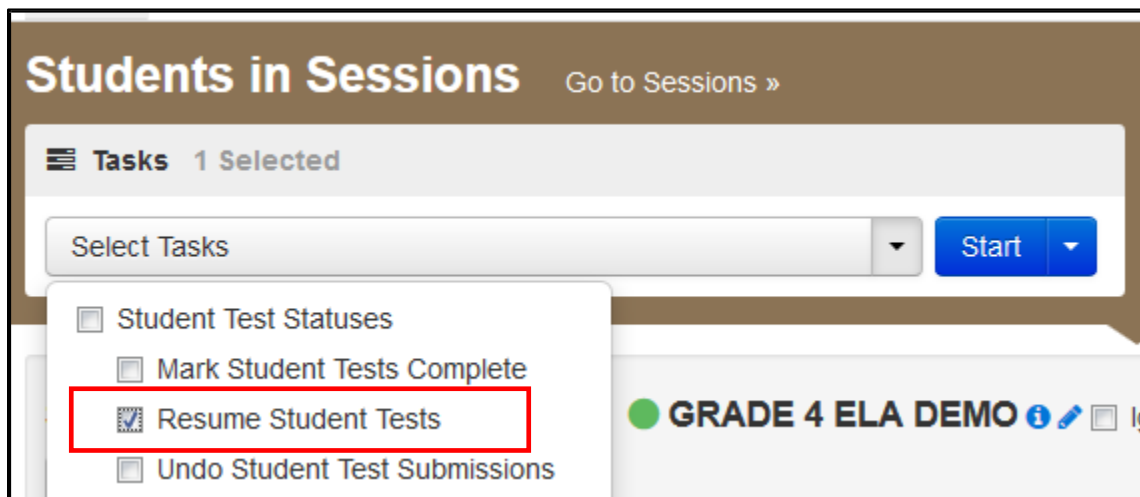 Students in Sessions Go to Sessions »
Tasks 1 Selected
Select Tasks Start
Student Test Statuses
Mark Student Tests Complete
Resume Student Tests
GRADE 4 ELA DEMO
Undo Student Test Submissions